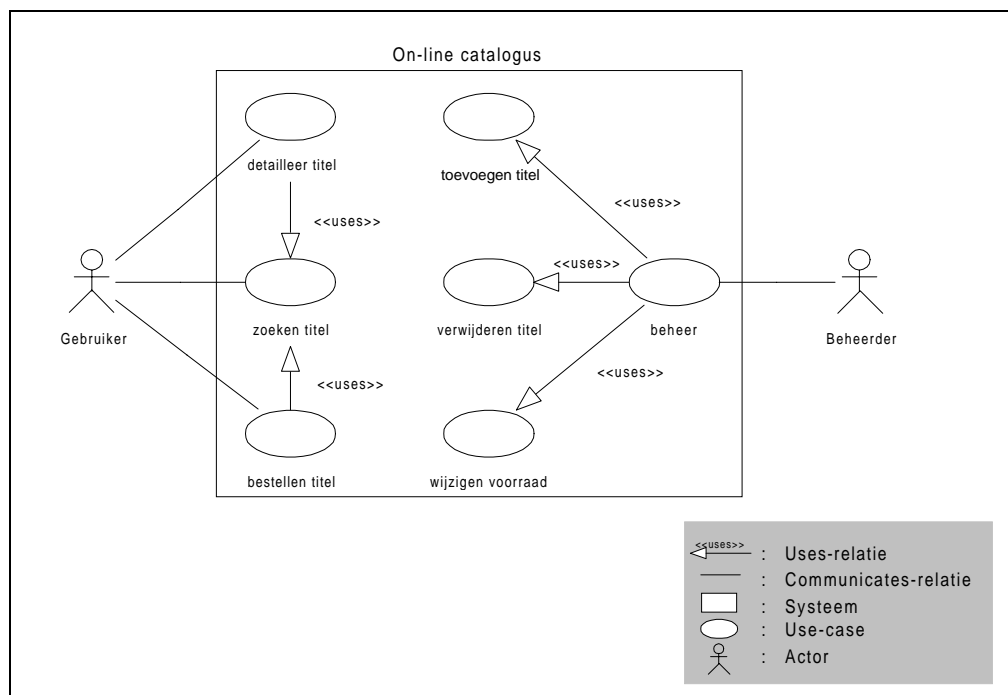 On-line catalogus
detailleer titel
toevoegen titel
<<uses>>
<<uses>>
<<uses>>
Gebruiker
zoeken titel
verwijderen titel
beheer
Beheerder
<<uses>>
<<uses>>
bestellen titel
wijzigen voorraad
<<uses>> : Uses-relatie
: Communicates-relatie
: Systeem
: Use-case
: Actor